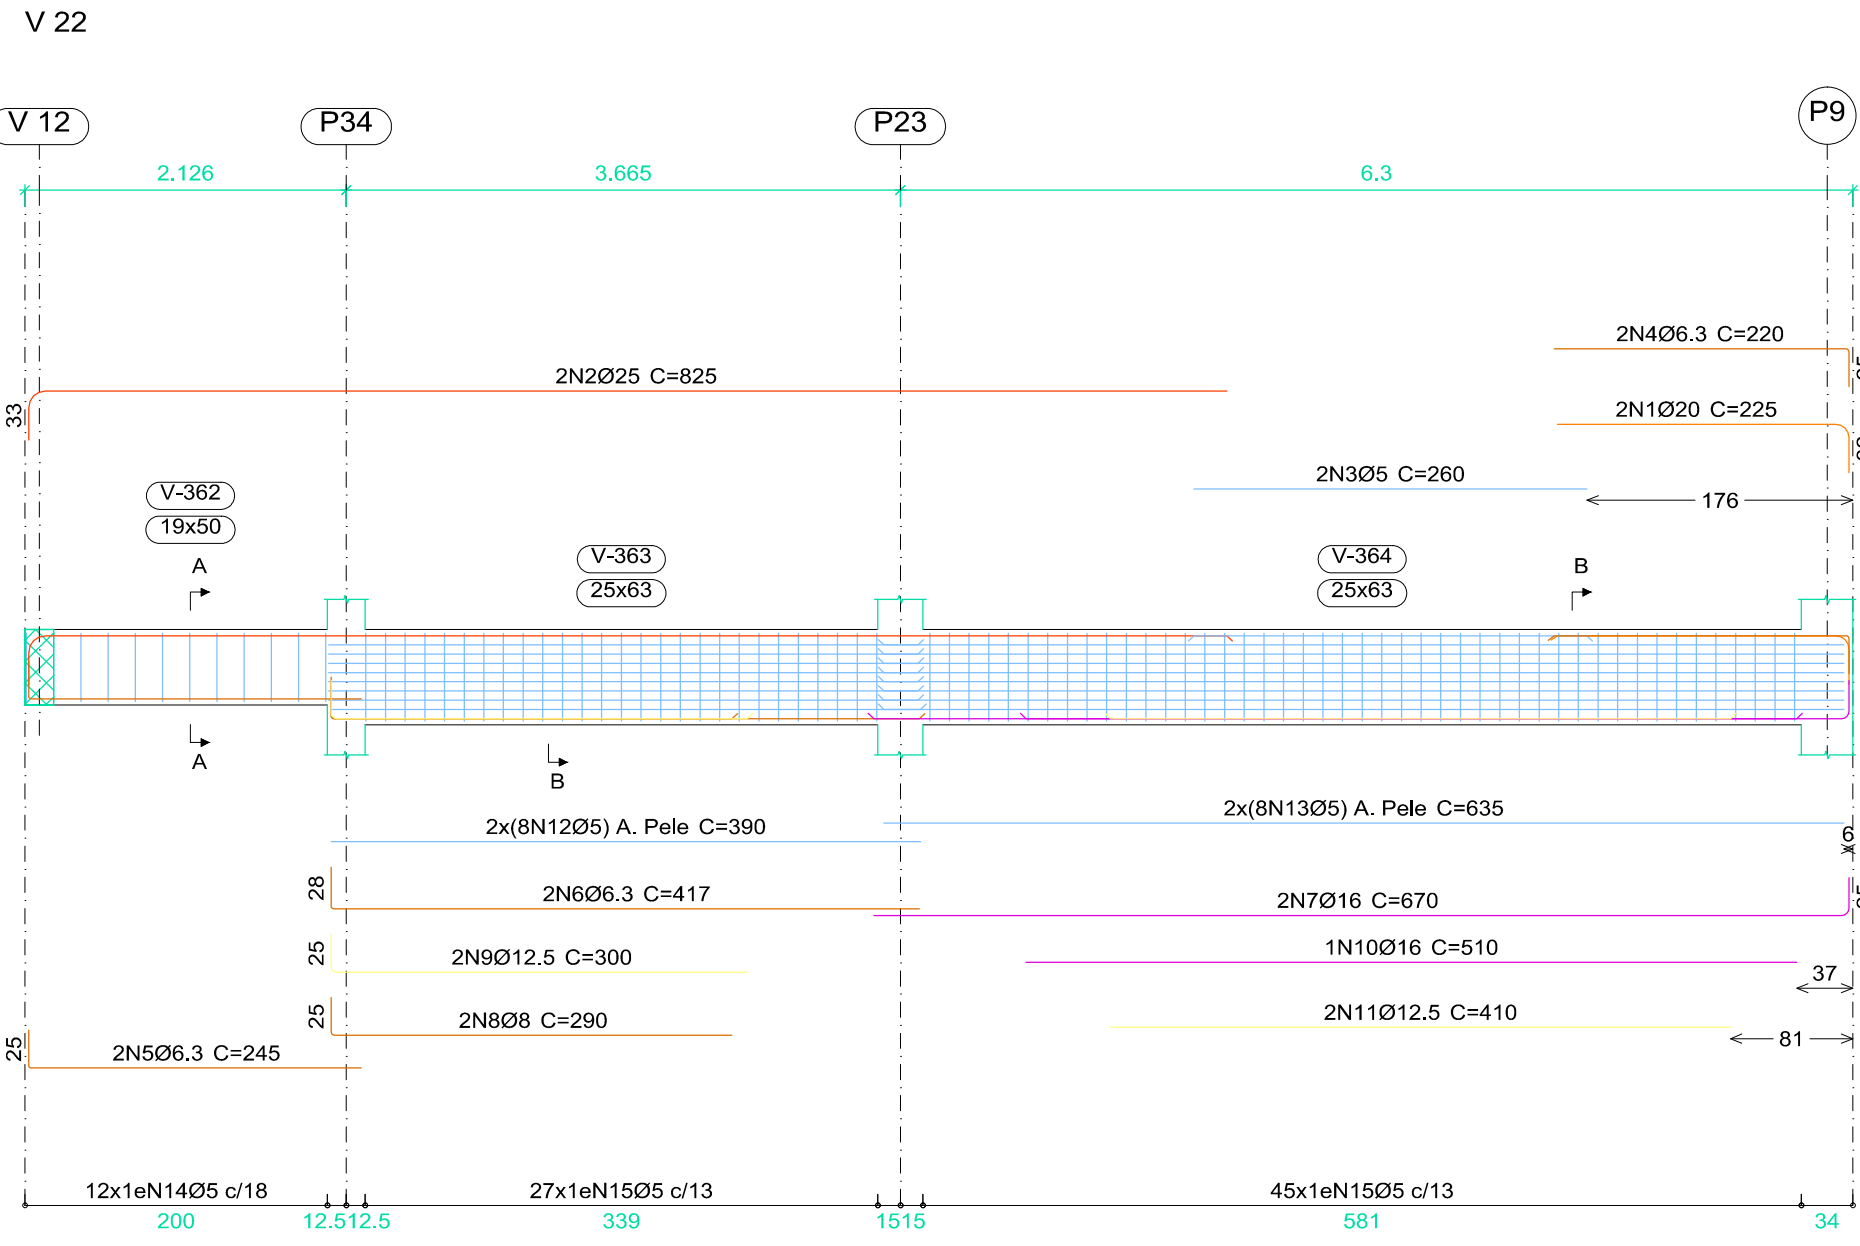 V 22
V 12 P34 P23 P9
2.126 3.665 6.3
2N4Ø6.3 C=220
2N2Ø25 C=825
33
2N1Ø20 C=225
2N3Ø5 C=260
176
V-362
19x50
V-363
25x63
V-364
25x63
A B
A B
2x(8N13Ø5) A. Pele C=635
2x(8N12Ø5) A. Pele C=390
6
28
2N6Ø6.3 C=417
2N7Ø16 C=670
25
2N9Ø12.5 C=300
1N10Ø16 C=510
37
25
2N8Ø8 C=290
2N11Ø12.5 C=410
81
25
2N5Ø6.3 C=245
12x1eN14Ø5 c/18 27x1eN15Ø5 c/13 45x1eN15Ø5 c/13
200 12.512.5 339 1515 581 34